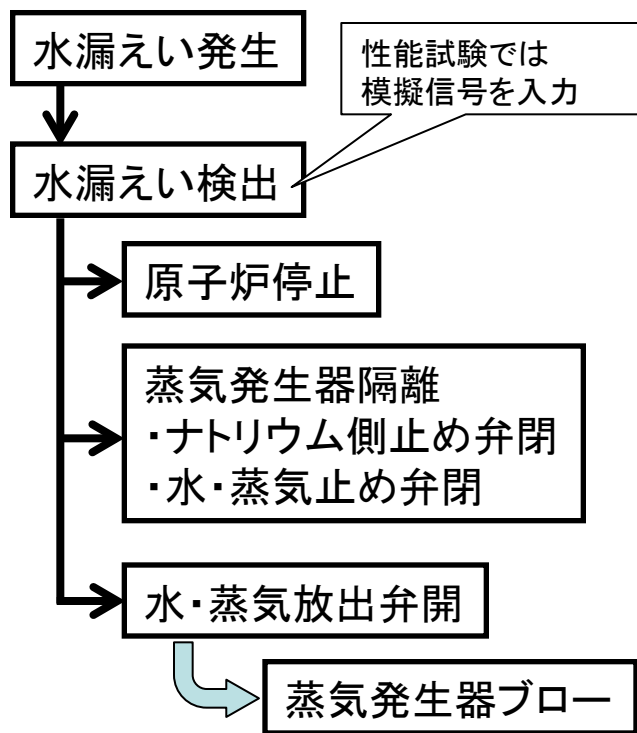 水漏えい発生
性能試験では
模擬信号を入力
水漏えい検出
原子炉停止
蒸気発生器隔離
・ナトリウム側止め弁閉
・水・蒸気止め弁閉
水・蒸気放出弁開
蒸気発生器ブロー